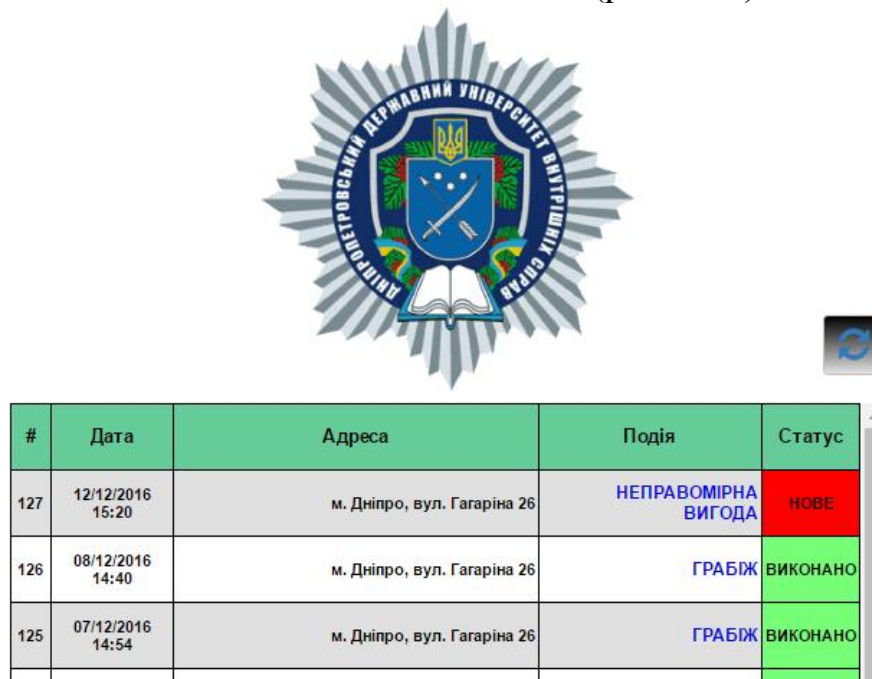 ДНІПРОПЕТРОВСЬКИЙ ДЕРЖАВНИЙ УНІВЕРСИТЕТ ВНУТРІШНІХ СПРАВ
# Дата Адреса Подія Статус
127 12/12/2016 15:20 м. Дніпро, вул. Гагаріна 26 НЕПРАВОМІРНА ВИГОДА НОВЕ
126 08/12/2016 14:40 м. Дніпро, вул. Гагаріна 26 ГРАБІЖ ВИКОНАНО
125 07/12/2016 14:54 м. Дніпро, вул. Гагаріна 26 ГРАБІЖ ВИКОНАНО